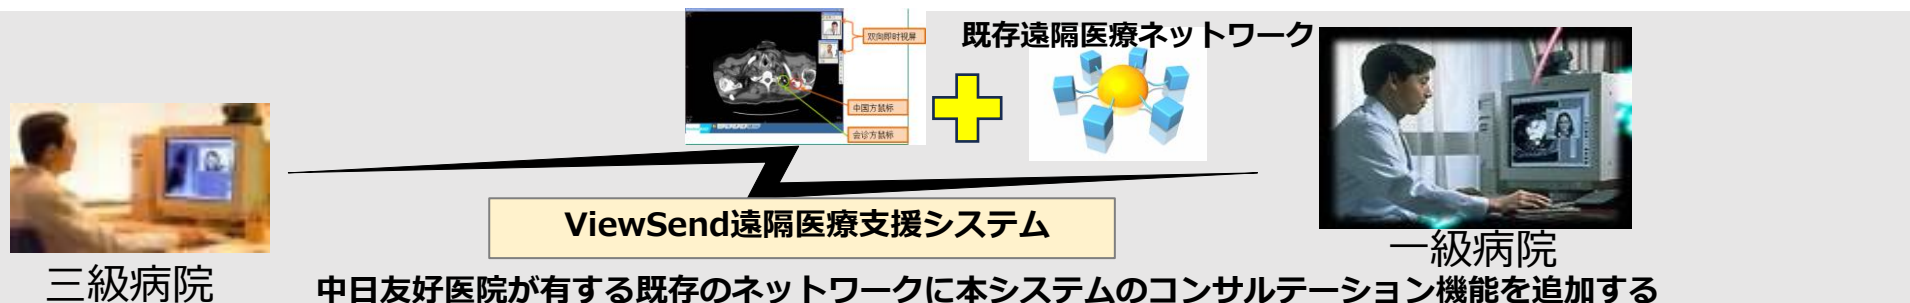 既存遠隔医療ネットワーク
双向即时视屏
中国方鼠标
会诊方鼠标
ViewSend遠隔医療支援システム
三級病院
一級病院
中日友好医院が有する既存のネットワークに本システムのコンサルテーション機能を追加する